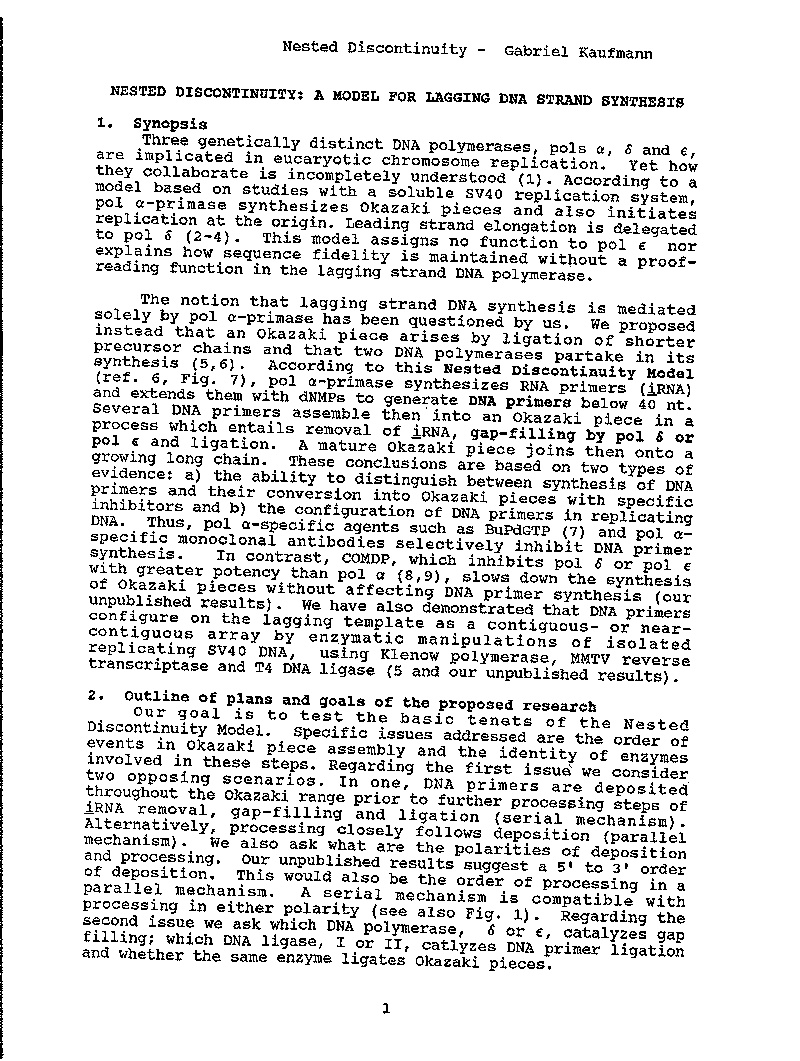 Nested Discontinuity - Gabriel Kaufmann
NESTED DISCONTINUITY: A MODEL FOR LAGGING DNA STRAND SYNTHESIS
1. Synopsis
Three genetically distinct DNA polymerases, pols α, δ and ϵ,
are implicated in eucaryotic chromosome replication. Yet how
they collaborate is incompletely understood (1). According to a
model based on studies with a soluble SV40 replication system,
pol α-primase synthesizes Okazaki pieces and also initiates
replication at the origin. Leading strand elongation is delegated
to pol δ (2-4). This model assigns no function to pol ϵ nor
explains how sequence fidelity is maintained without a proof-
reading function in the lagging strand DNA polymerase.
The notion that lagging strand DNA synthesis is mediated
solely by pol α-primase has been questioned by us. We proposed
instead that an Okazaki piece arises by ligation of shorter
precursor chains and that two DNA polymerases partake in its
synthesis (5,6). According to this Nested Discontinuity Model
(ref. 6, Fig. 7), pol α-primase synthesizes RNA primers (iRNA)
and extends them with dNMPs to generate DNA primers below 40 nt.
Several DNA primers assemble then into an Okazaki piece in a
process which entails removal of iRNA, gap-filling by pol δ or
pol ϵ and ligation. A mature Okazaki piece joins then onto a
growing long chain. These conclusions are based on two types of
evidence: a) the ability to distinguish between synthesis of DNA
primers and their conversion into Okazaki pieces with specific
inhibitors and b) the configuration of DNA primers in replicating
DNA. Thus, pol α-specific agents such as BuPdGTP (7) and pol α-
specific monoclonal antibodies selectively inhibit DNA primer
synthesis. In contrast, COMDP, which inhibits pol δ or pol ϵ
with greater potency than pol α (8,9), slows down the synthesis
of Okazaki pieces without affecting DNA primer synthesis (our
unpublished results). We have also demonstrated that DNA primers
configure on the lagging template as a contiguous- or near-
contiguous array by enzymatic manipulations of isolated
replicating SV40 DNA, using Klenow polymerase, MMTV reverse
transcriptase and T4 DNA ligase (5 and our unpublished results).
2. Outline of plans and goals of the proposed research
Our goal is to test the basic tenets of the Nested
Discontinuity Model. Specific issues addressed are the order of
events in Okazaki piece assembly and the identity of enzymes
involved in these steps. Regarding the first issue we consider
two opposing scenarios. In one, DNA primers are deposited
throughout the Okazaki range prior to further processing steps of
iRNA removal, gap-filling and ligation (serial mechanism).
Alternatively, processing closely follows deposition (parallel
mechanism). We also ask what are the polarities of deposition
and processing. Our unpublished results suggest a 5' to 3' order
of deposition. This would also be the order of processing in a
parallel mechanism. A serial mechanism is compatible with
processing in either polarity (see also Fig. 1). Regarding the
second issue we ask which DNA polymerase, δ or ϵ, catalyzes gap
filling; which DNA ligase, I or II, catlyzes DNA primer ligation
and whether the same enzyme ligates Okazaki pieces.
1